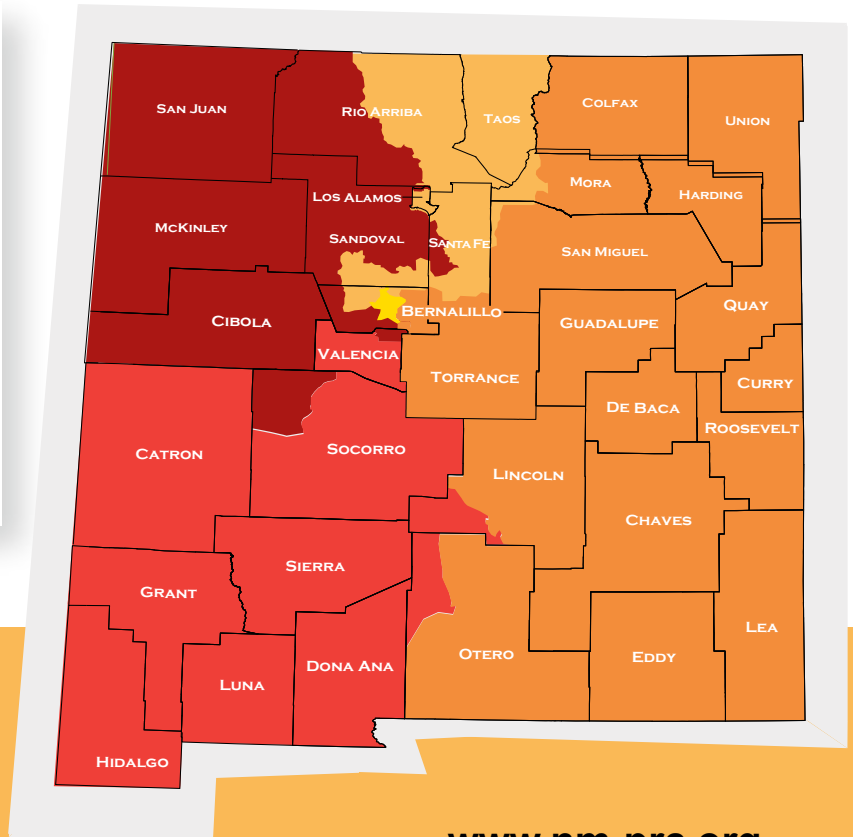 COLFAX
SAN JUAN
RIO ARRIBA
TAOS
UNION
MORA
HARDING
LOS ALAMOS
MCKINLEY
SANDOVAL
SANTA FE
SAN MIGUEL
QUAY
CIBOLA
BERNALILLO
GUADALUPE
VALENCIA
TORRANCE
CURRY
DE BACA
ROOSEVELT
CATRON
SOCORRO
LINCOLN
CHAVES
SIERRA
GRANT
LEA
OTERO
EDDY
DONA ANA
LUNA
HIDALGO